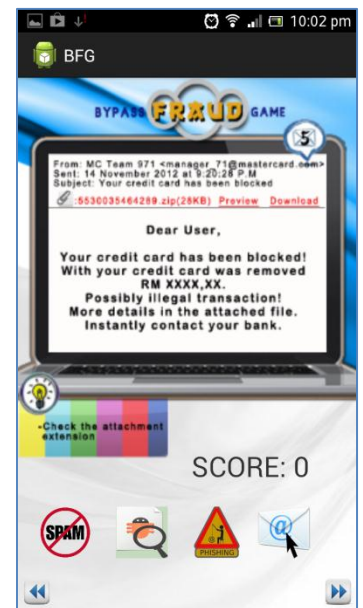 10:02 pm
BFG
BYPASS FRAUD GAME
5
From: MC Team 971 <manager_71@mastercard.com>
Sent: 14 November 2012 at 9:20:28 P.M
Subject: Your credit card has been blocked
:5530035464289.zip(28KB) Preview Download
Dear User,
Your credit card has been blocked!
With your credit card was removed
RM XXXX,XX.
Possibly illegal transaction!
More details in the attached file.
Instantly contact your bank.
-Check the attachment
extension
SCORE: 0
SPAM
PHISHING
@